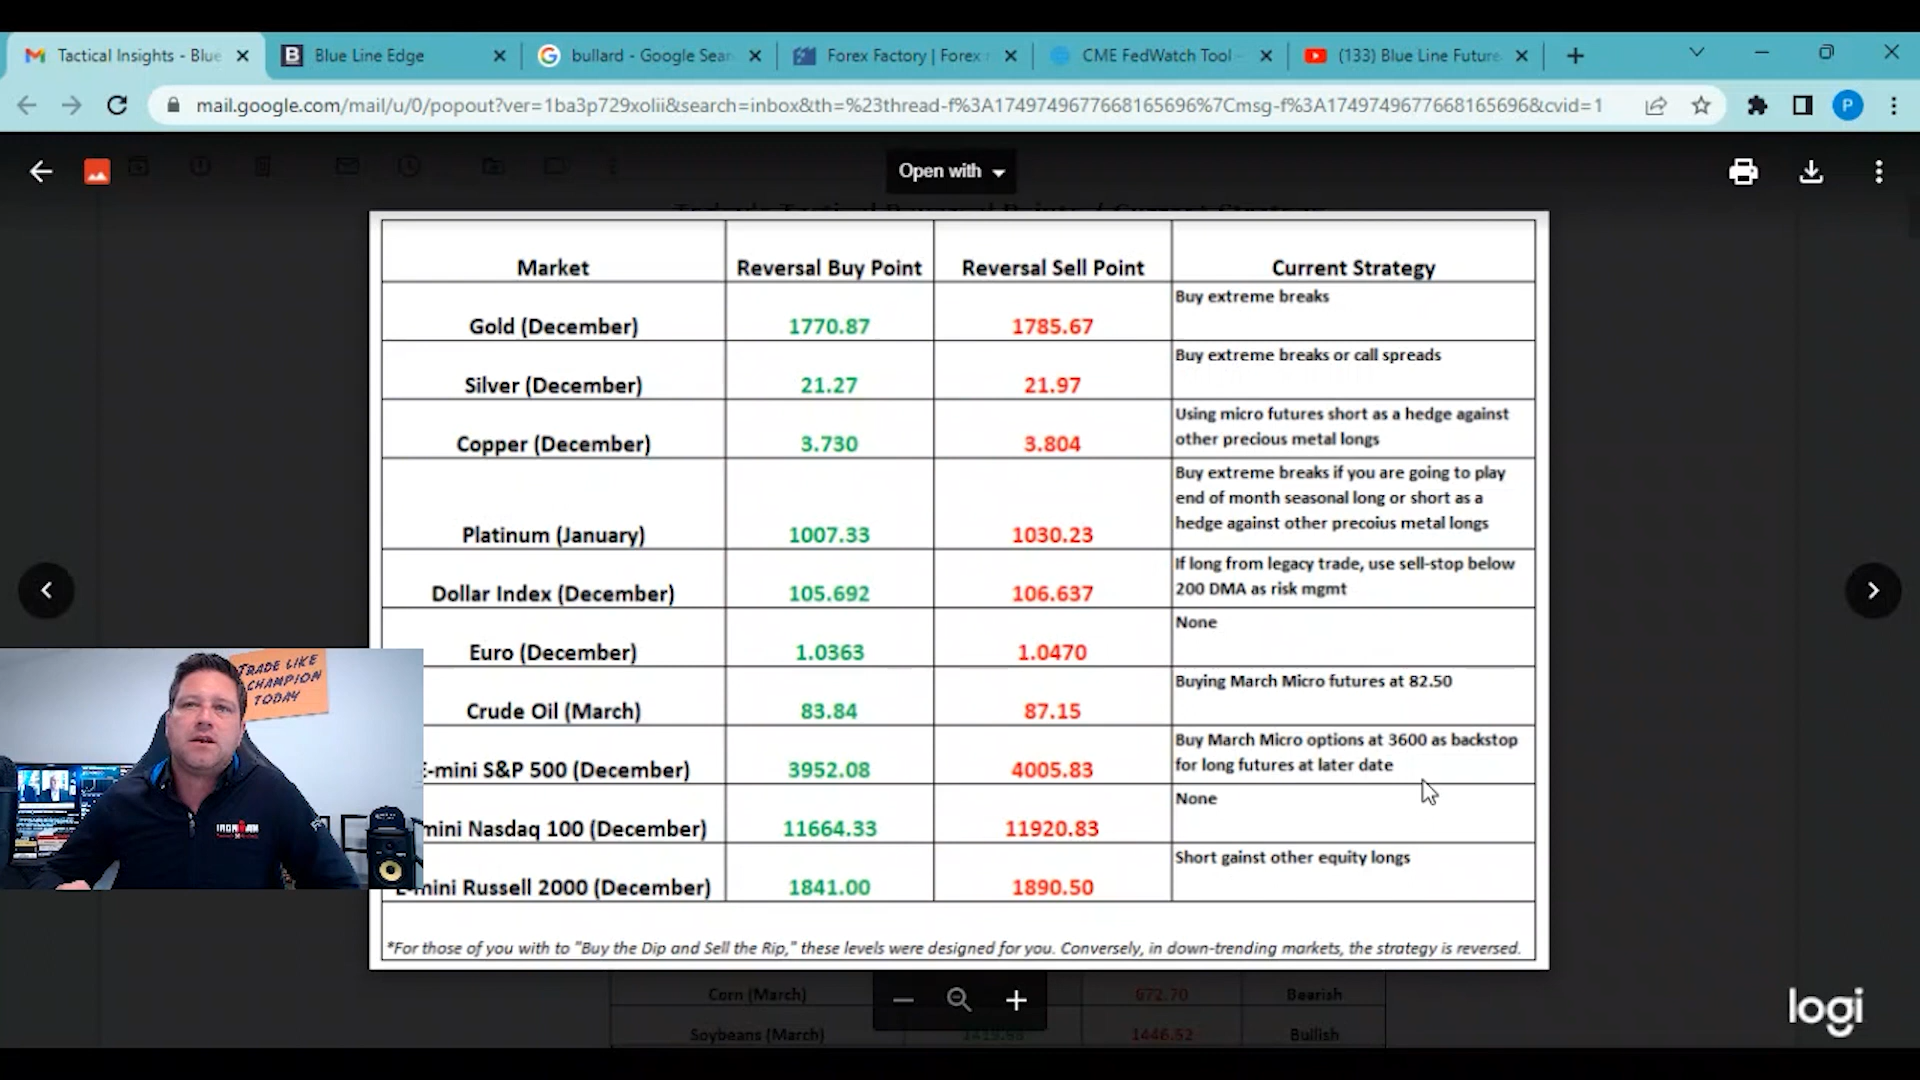 Tactical Insights - Blue
Blue Line Edge
bullard - Google Sear
Forex Factory | Forex
CME FedWatch Tool -
(133) Blue Line Future
mail.google.com/mail/u/0/popout?ver=1ba3p729xolii&search=inbox&th=%23thread-f%3A1749749677668165696%7Cmsg-f%3A1749749677668165696&cvid=1
P
Open with
Market Reversal Buy Point Reversal Sell Point Current Strategy
Gold (December) 1770.87 1785.67 Buy extreme breaks
Silver (December) 21.27 21.97 Buy extreme breaks or call spreads
Copper (December) 3.730 3.804 Using micro futures short as a hedge against
other precious metal longs
Platinum (January) 1007.33 1030.23 Buy extreme breaks if you are going to play
end of month seasonal long or short as a
hedge against other precoius metal longs
Dollar Index (December) 105.692 106.637 If long from legacy trade, use sell-stop below
200 DMA as risk mgmt
Euro (December) 1.0363 1.0470 None
Crude Oil (March) 83.84 87.15 Buying March Micro futures at 82.50
E-mini S&P 500 (December) 3952.08 4005.83 Buy March Micro options at 3600 as backstop
for long futures at later date
mini Nasdaq 100 (December) 11664.33 11920.83 None
E-mini Russell 2000 (December) 1841.00 1890.50 Short gainst other equity longs
*For those of you with to "Buy the Dip and Sell the Rip," these levels were designed for you. Conversely, in down-trending markets, the strategy is reversed.
Corn (March) 672.70 Bearish
Soybeans (March) 1446.52 Bullish
TRADE LIKE
CHAMPION
TODAY
IRONMAN
logi